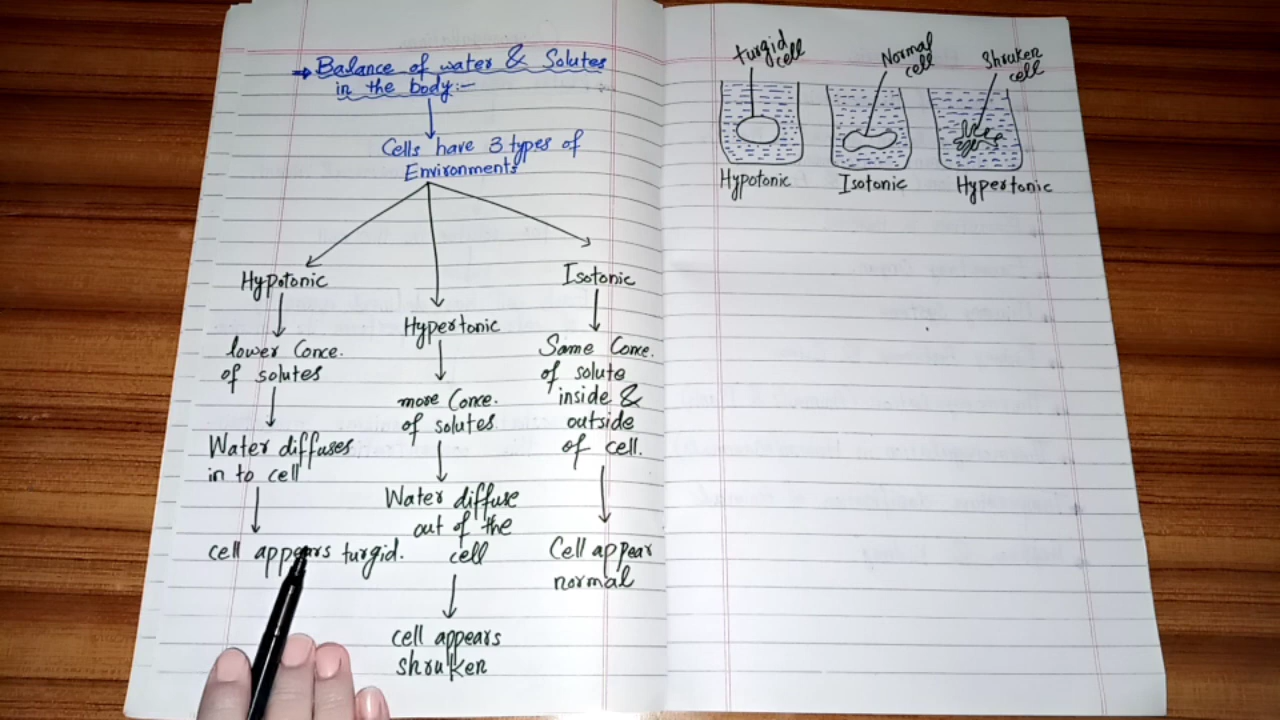 Balance of water & Solutes
in the body:-
Cells have 3 types of
Environments
Hypotonic
lower Conc.
of solutes
Water diffuses
in to cell
cell appears turgid.
Hypertonic
more Conc.
of solutes
Water diffuse
out of the
cell
cell appears
shruken
Isotonic
Same Conc.
of solute
inside &
outside
of cell.
Cell appear
normal
turgid
cell
Normal
cell
Shruken
cell
Hypotonic
Isotonic
Hypertonic